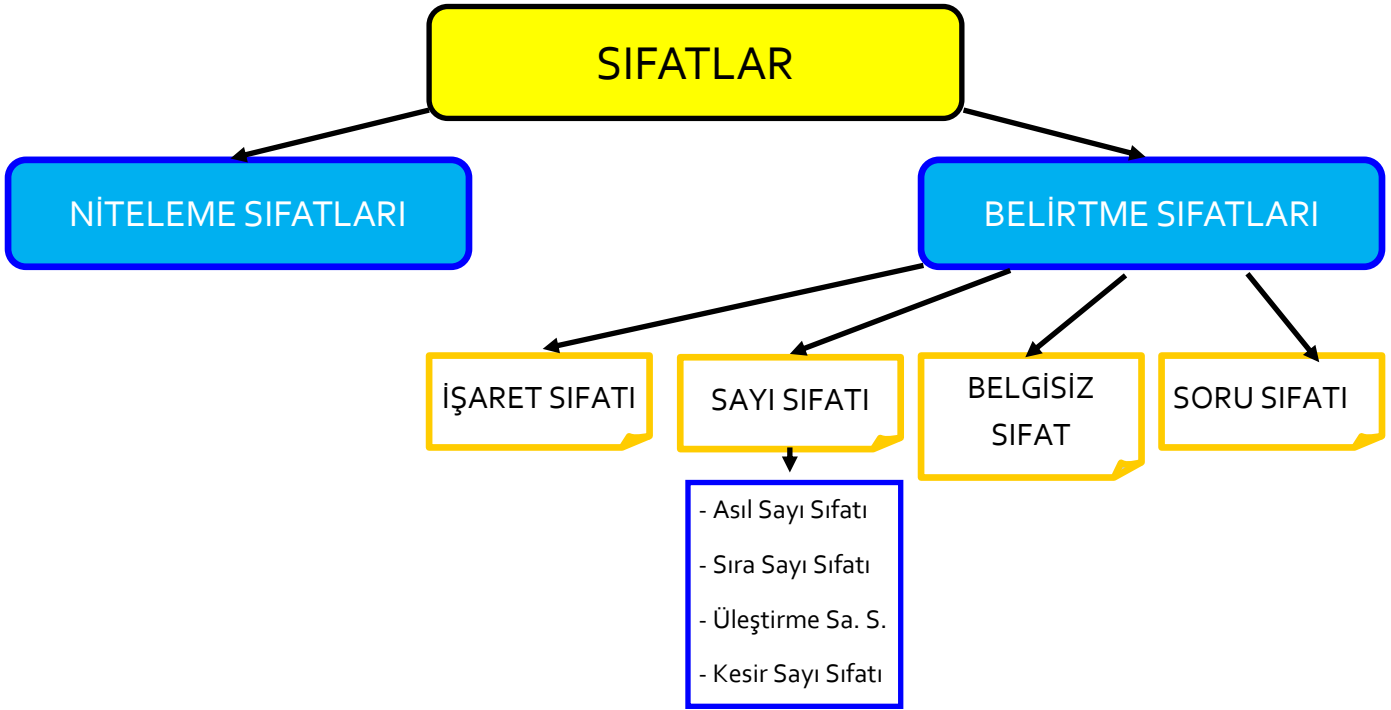 SIFATLAR
NİTELEME SIFATLARI
BELİRTME SIFATLARI
İŞARET SIFATI
SAYI SIFATI
BELGİSİZ
SIFAT
SORU SIFATI
- Asıl Sayı Sıfatı
- Sıra Sayı Sıfatı
- Üleştirme Sa. S.
- Kesir Sayı Sıfatı